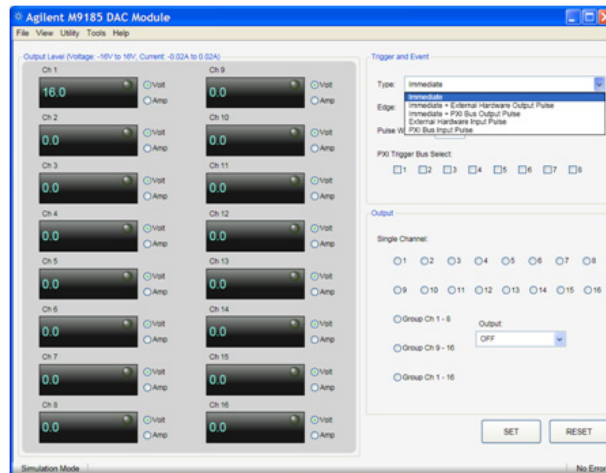 Agilent M9185 DAC Module
File View Utility Tools Help
Output Level (Voltage: -16V to 16V, Current: -0.02A to 0.02A)
Ch 1
16.0
Volt
Amp
Ch 2
0.0
Volt
Amp
Ch 3
0.0
Volt
Amp
Ch 4
0.0
Volt
Amp
Ch 5
0.0
Volt
Amp
Ch 6
0.0
Volt
Amp
Ch 7
0.0
Volt
Amp
Ch 8
0.0
Volt
Amp
Ch 9
0.0
Volt
Amp
Ch 10
0.0
Volt
Amp
Ch 11
0.0
Volt
Amp
Ch 12
0.0
Volt
Amp
Ch 13
0.0
Volt
Amp
Ch 14
0.0
Volt
Amp
Ch 15
0.0
Volt
Amp
Ch 16
0.0
Volt
Amp
Trigger and Event
Type: Immediate
Immediate
Immediate + External Hardware Output Pulse
Immediate + PXI Bus Output Pulse
External Hardware Input Pulse
PXI Bus Input Pulse
Edge:
Pulse W
PXI Trigger Bus Select:
1 2 3 4 5 6 7 8
Output
Single Channel:
1 2 3 4 5 6 7 8
9 10 11 12 13 14 15 16
Group Ch 1 - 8
Output:
OFF
Group Ch 9 - 16
Group Ch 1 - 16
SET RESET
Simulation Mode
No Error